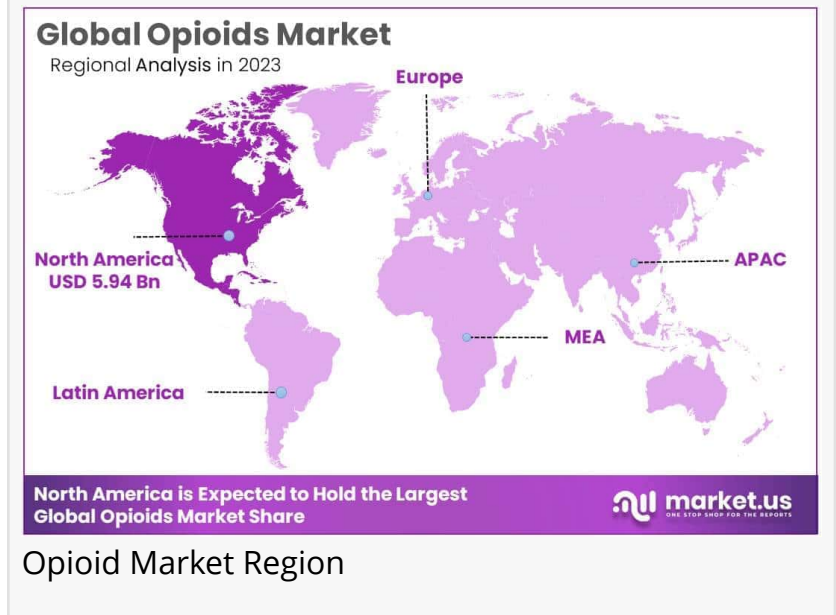 Global Opioids Market
Regional Analysis in 2023
Europe
North America
USD 5.94 Bn
APAC
MEA
Latin America
North America is Expected to Hold the Largest
Global Opioids Market Share
market.us
ONE STOP SHOP FOR THE REPORTS
Opioid Market Region